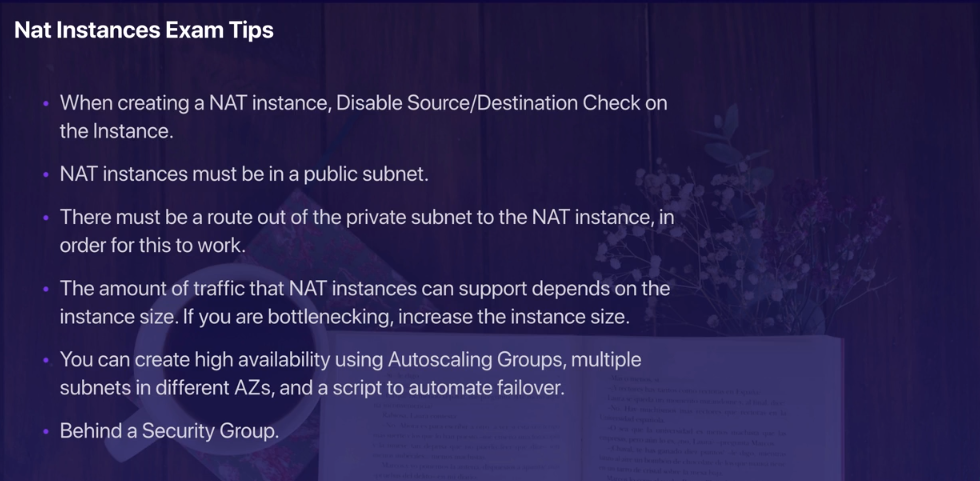 Nat Instances Exam Tips
• When creating a NAT instance, Disable Source/Destination Check on
the Instance.
• NAT instances must be in a public subnet.
• There must be a route out of the private subnet to the NAT instance, in
order for this to work.
• The amount of traffic that NAT instances can support depends on the
instance size. If you are bottlenecking, increase the instance size.
• You can create high availability using Autoscaling Groups, multiple
subnets in different AZs, and a script to automate failover.
• Behind a Security Group.